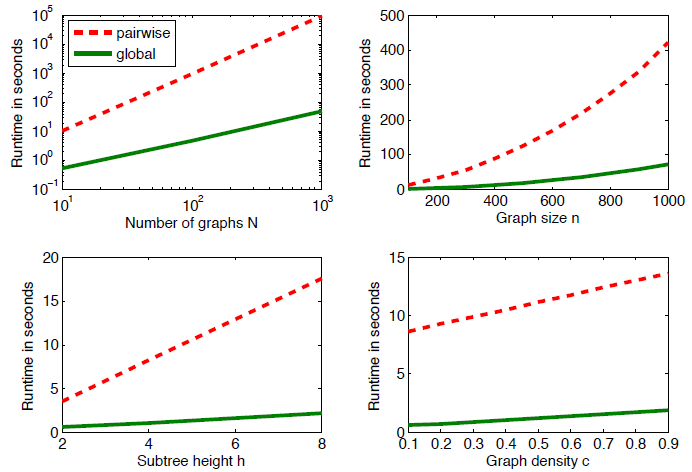 10^5
10^4
10^3
10^2
10^1
10^0
10^-1
Runtime in seconds
pairwise
global
10^1 10^2 10^3
Number of graphs N
500
400
300
200
100
0
Runtime in seconds
200 400 600 800 1000
Graph size n
20
15
10
5
0
Runtime in seconds
2 4 6 8
Subtree height h
15
10
5
0
Runtime in seconds
0.1 0.2 0.3 0.4 0.5 0.6 0.7 0.8 0.9
Graph density c